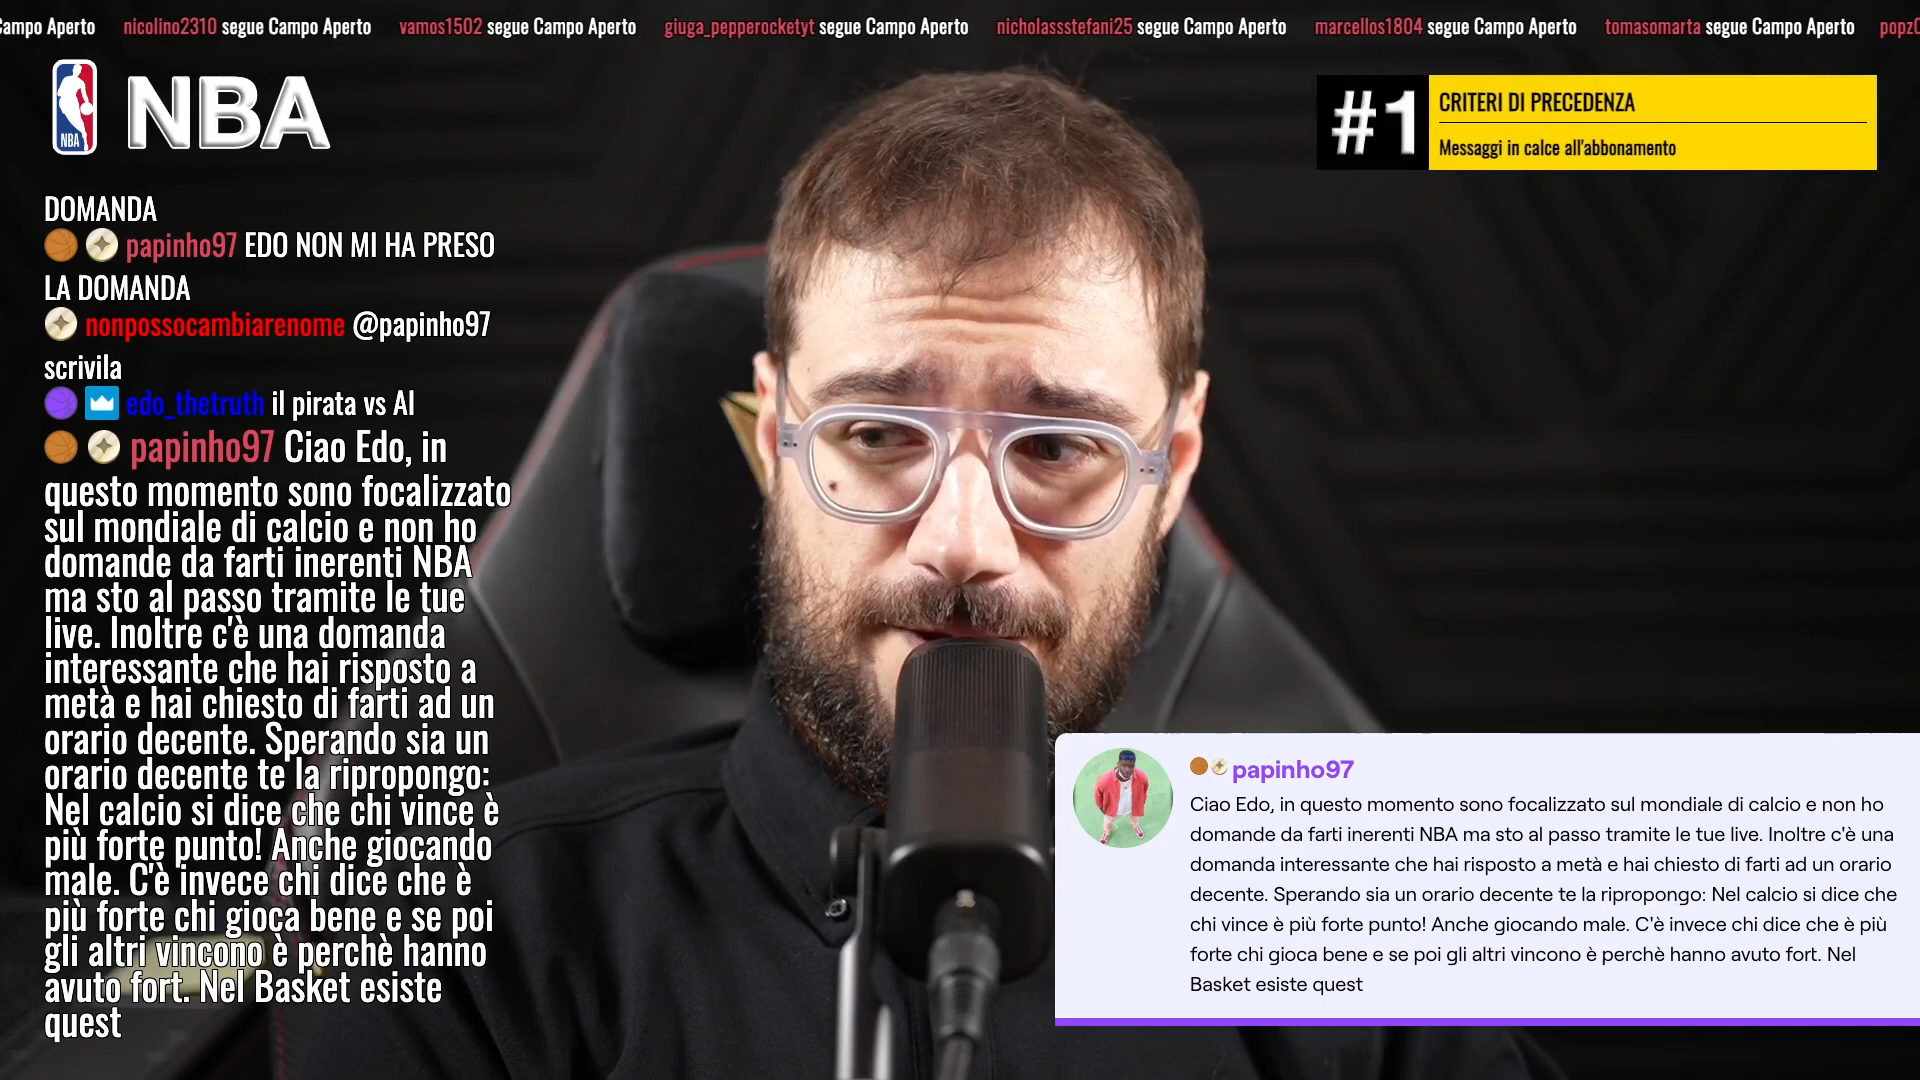 Campo Aperto nicolino2310 segue Campo Aperto vamos1502 segue Campo Aperto giuga_pepperocketyt segue Campo Aperto nicholassstefani25 segue Campo Aperto marcellos1804 segue Campo Aperto tomasomarta segue Campo Aperto
NBA
NBA
#1
CRITERI DI PRECEDENZA
Messaggi in calce all'abbonamento
DOMANDA
papinho97 EDO NON MI HA PRESO
LA DOMANDA
nonpossocambiarenome @papinho97
scrivila
edo_thetruth il pirata vs AI
papinho97 Ciao Edo, in
questo momento sono focalizzato
sul mondiale di calcio e non ho
domande da farti inerenti NBA
ma sto al passo tramite le tue
live. Inoltre c'è una domanda
interessante che hai risposto a
metà e hai chiesto di farti ad un
orario decente. Sperando sia un
orario decente te la ripropongo:
Nel calcio si dice che chi vince è
più forte punto! Anche giocando
male. C'è invece chi dice che è
più forte chi gioca bene e se poi
gli altri vincono è perchè hanno
avuto fort. Nel Basket esiste
quest
papinho97
Ciao Edo, in questo momento sono focalizzato sul mondiale di calcio e non ho
domande da farti inerenti NBA ma sto al passo tramite le tue live. Inoltre c'è una
domanda interessante che hai risposto a metà e hai chiesto di farti ad un orario
decente. Sperando sia un orario decente te la ripropongo: Nel calcio si dice che
chi vince è più forte punto! Anche giocando male. C'è invece chi dice che è più
forte chi gioca bene e se poi gli altri vincono è perchè hanno avuto fort. Nel
Basket esiste quest